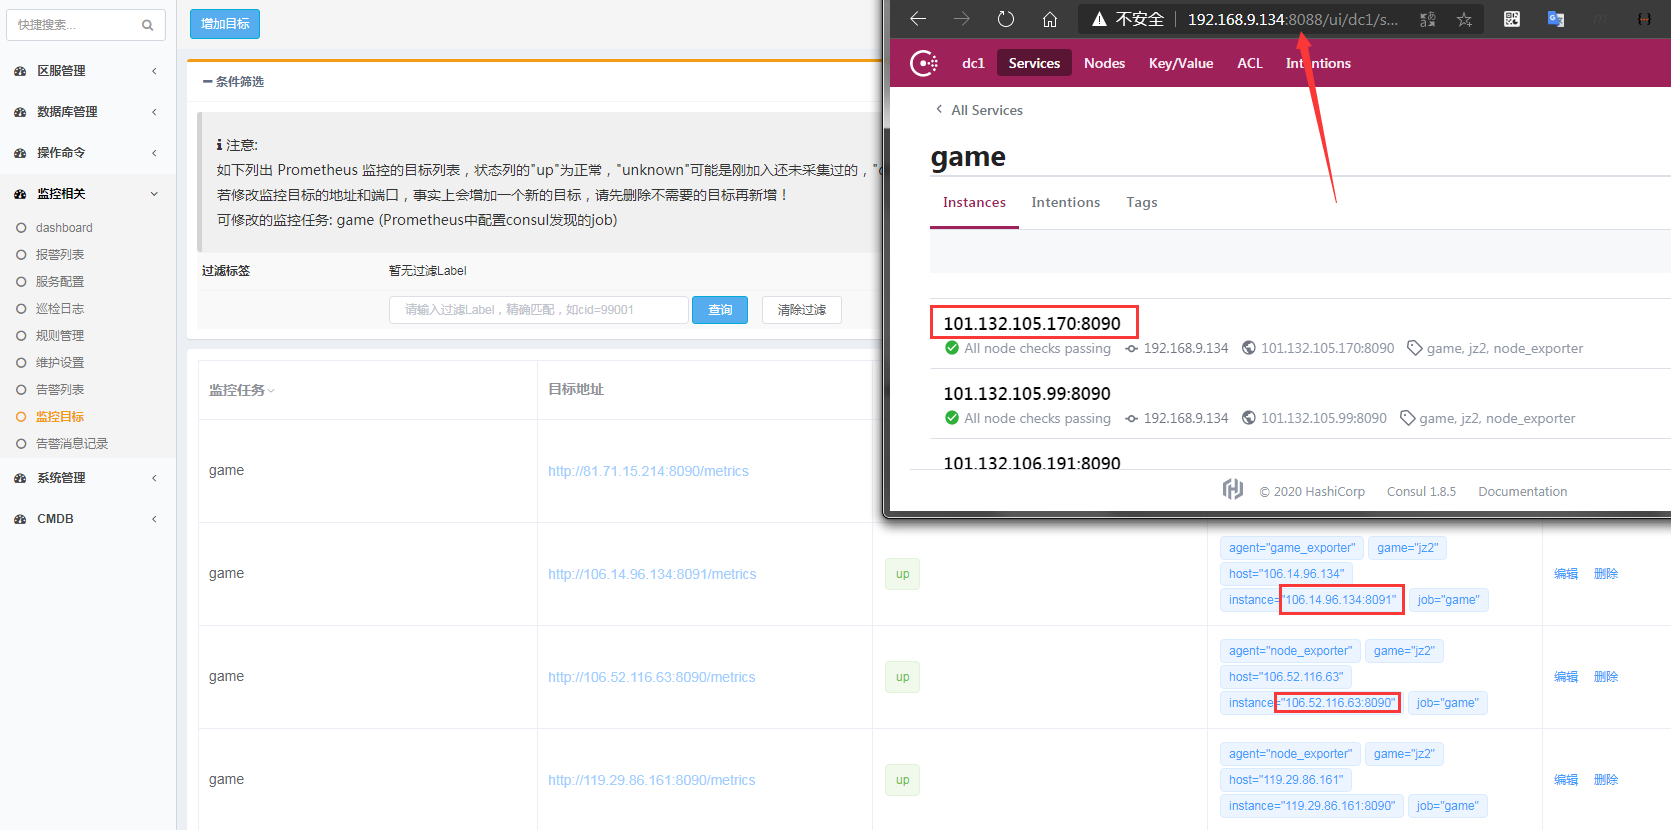 快捷搜索...
区服管理
数据库管理
操作命令
监控相关
dashboard
报警列表
服务配置
巡检日志
规则管理
维护设置
告警列表
监控目标
告警消息记录
系统管理
CMDB
增加目标
条件筛选
注意:
如下列出 Prometheus 监控的目标列表，状态列的"up"为正常，"unknown"可能是刚加入还未采集过的，
若修改监控目标的地址和端口，事实上会增加一个新的目标，请先删除不需要的目标再新增！
可修改的监控任务: game (Prometheus中配置consul发现的job)
过滤标签 暂无过滤Label
请输入过滤Label，精确匹配，如cid=99001 查询 清除过滤
监控任务 目标地址
game http://81.71.15.214:8090/metrics
game http://106.14.96.134:8091/metrics up
agent="game_exporter" game="jz2"
host="106.14.96.134"
instance="106.14.96.134:8091" job="game"
编辑 删除
game http://106.52.116.63:8090/metrics up
agent="node_exporter" game="jz2"
host="106.52.116.63"
instance="106.52.116.63:8090" job="game"
编辑 删除
game http://119.29.86.161:8090/metrics up
agent="node_exporter" game="jz2"
host="119.29.86.161"
instance="119.29.86.161:8090" job="game"
编辑 删除
不安全 192.168.9.134:8088/ui/dc1/s...
dc1 Services Nodes Key/Value ACL Intentions
All Services
game
Instances Intentions Tags
101.132.105.170:8090
All node checks passing 192.168.9.134 101.132.105.170:8090 game, jz2, node_exporter
101.132.105.99:8090
All node checks passing 192.168.9.134 101.132.105.99:8090 game, jz2, node_exporter
101.132.106.191:8090
© 2020 HashiCorp Consul 1.8.5 Documentation